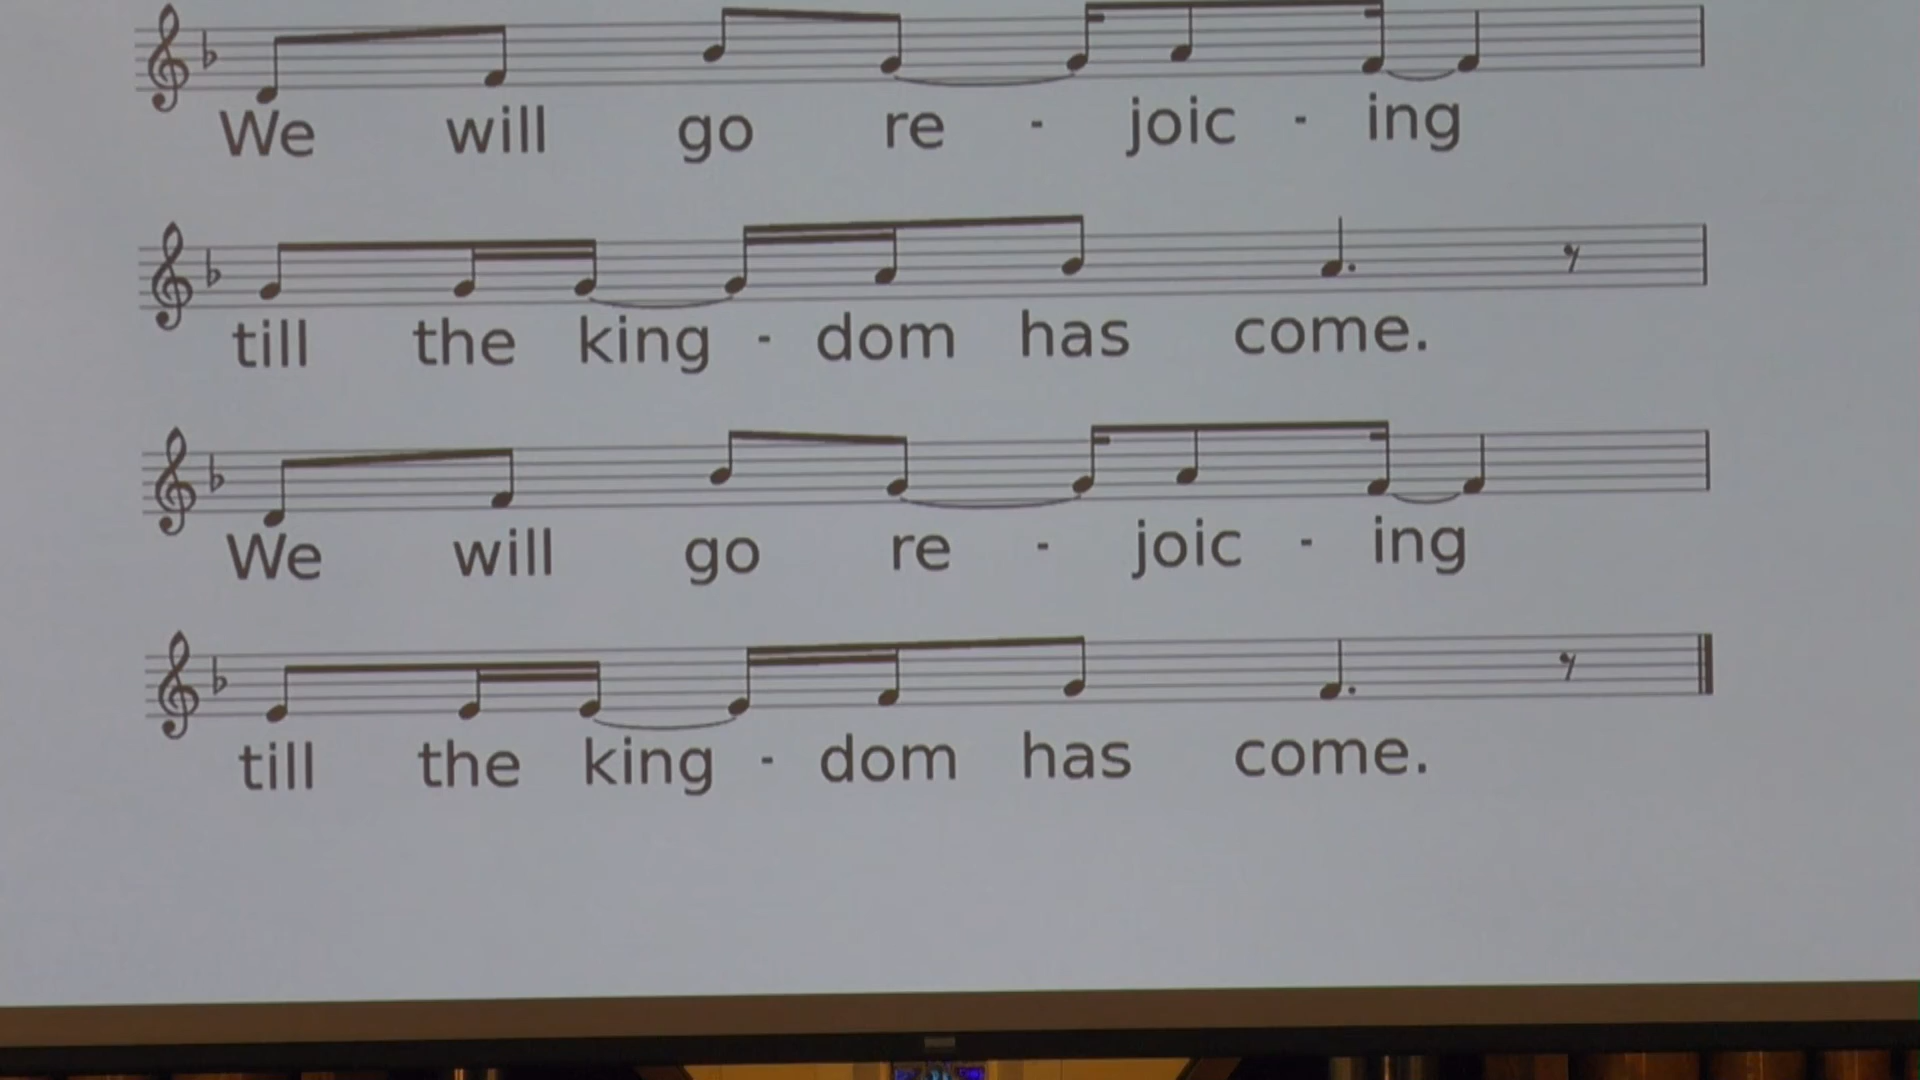 We will go re - joic - ing
till the king - dom has come.
We will go re - joic - ing
till the king - dom has come.